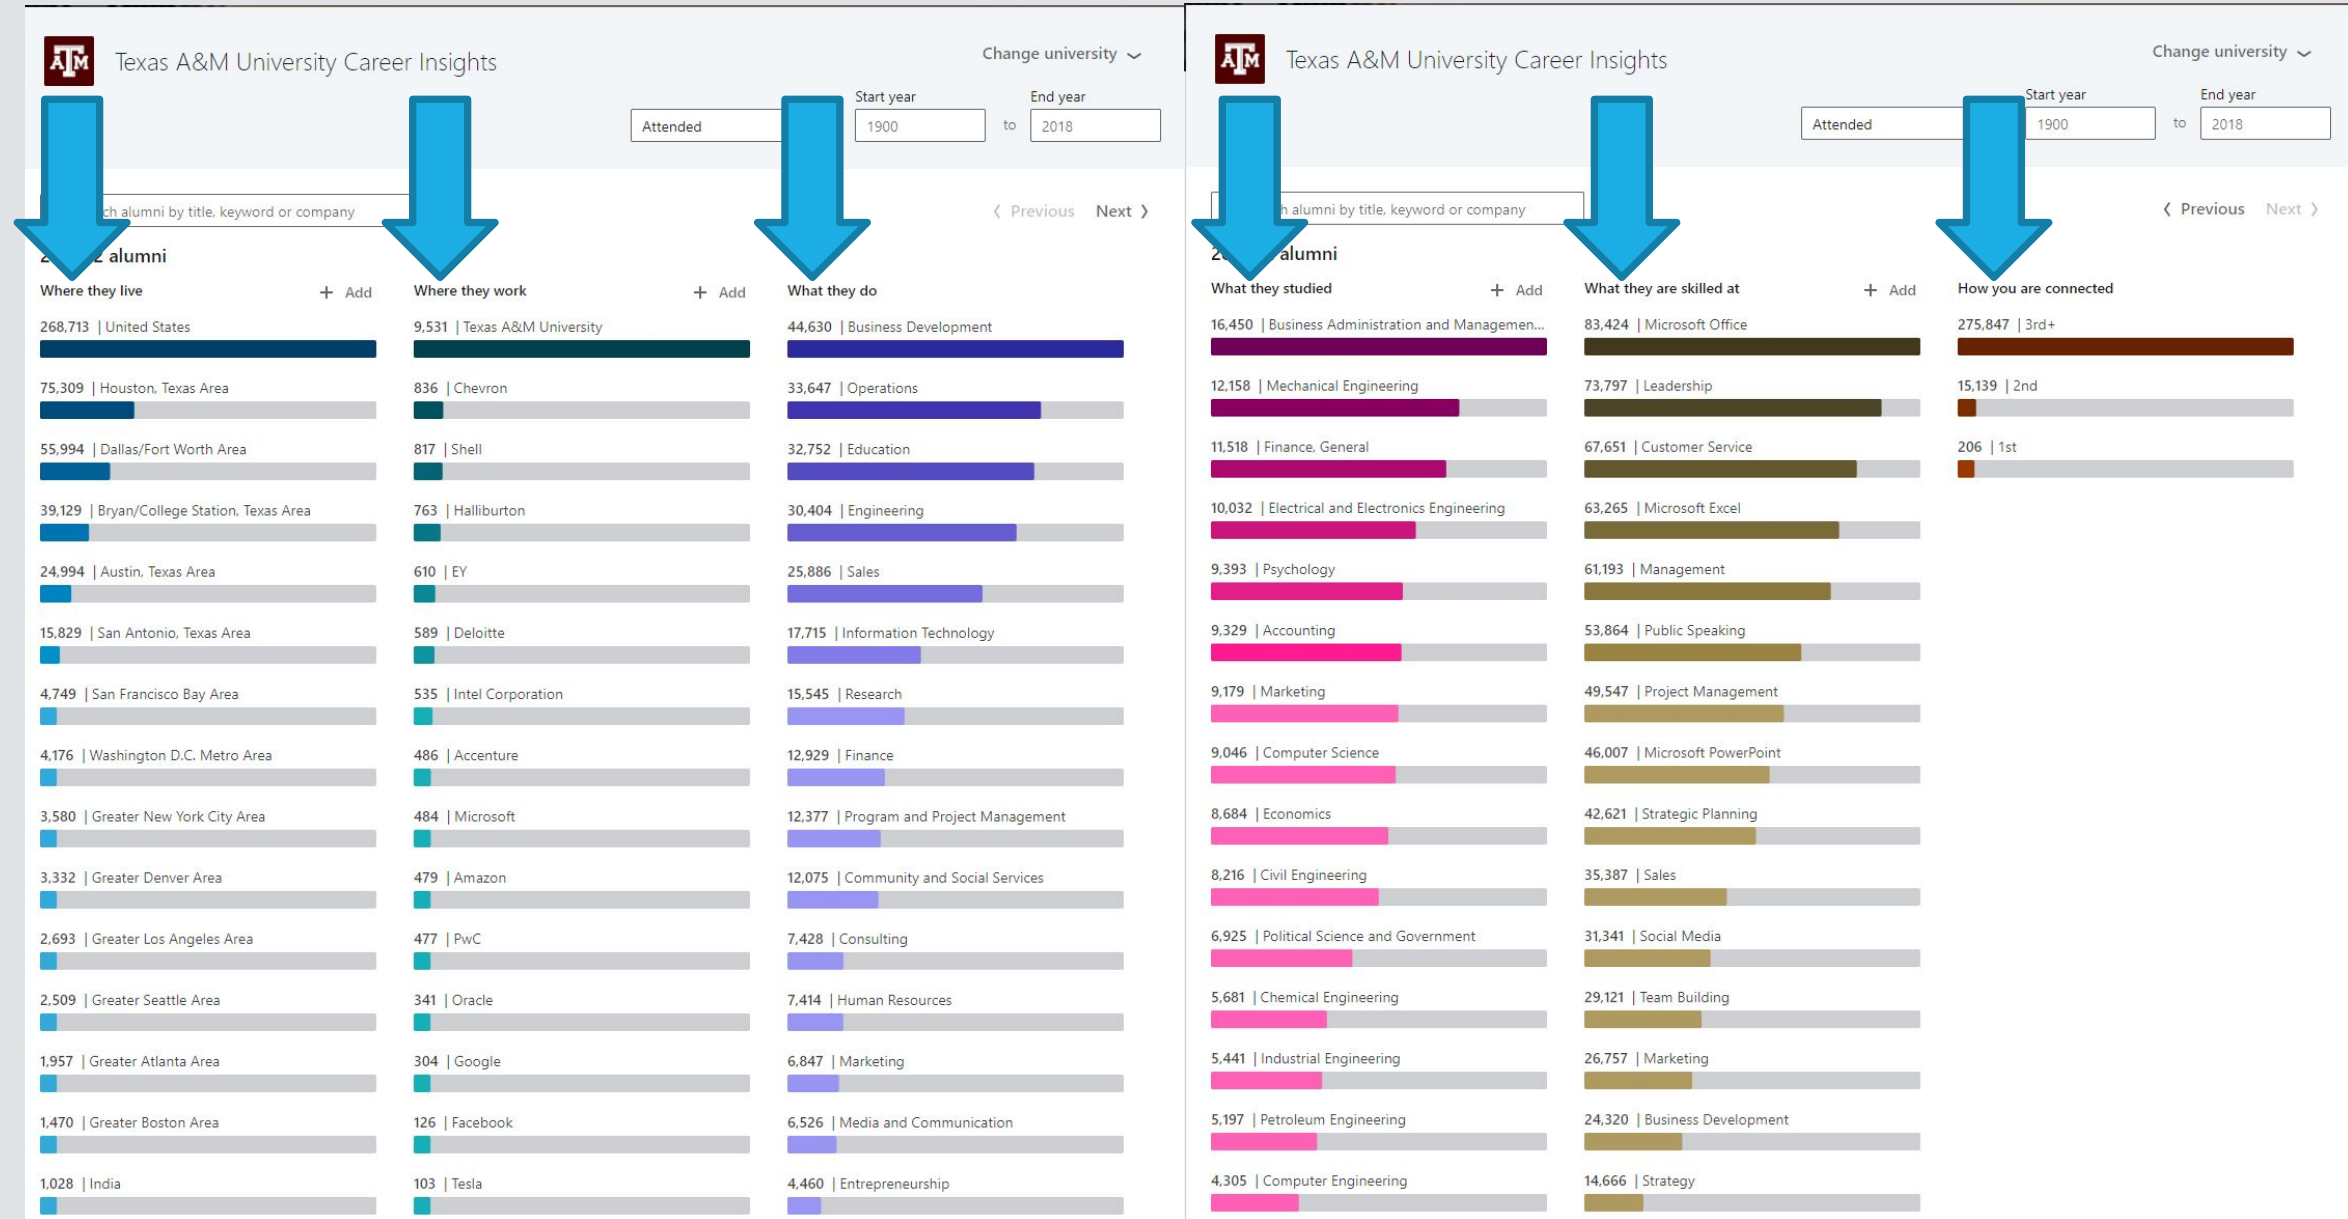 ATM Texas A&M University Career Insights
Change university
Start year
End year
Attended
1900
to
2018
ch alumni by title, keyword or company
Previous Next
alumni
Where they live
+ Add
268,713 | United States
75,309 | Houston, Texas Area
55,994 | Dallas/Fort Worth Area
39,129 | Bryan/College Station, Texas Area
24,994 | Austin, Texas Area
15,829 | San Antonio, Texas Area
4,749 | San Francisco Bay Area
4,176 | Washington D.C. Metro Area
3,580 | Greater New York City Area
3,332 | Greater Denver Area
2,693 | Greater Los Angeles Area
2,509 | Greater Seattle Area
1,957 | Greater Atlanta Area
1,470 | Greater Boston Area
1,028 | India
Where they work
+ Add
9,531 | Texas A&M University
836 | Chevron
817 | Shell
763 | Halliburton
610 | EY
589 | Deloitte
535 | Intel Corporation
486 | Accenture
484 | Microsoft
479 | Amazon
477 | PwC
341 | Oracle
304 | Google
126 | Facebook
103 | Tesla
What they do
44,630 | Business Development
33,647 | Operations
32,752 | Education
30,404 | Engineering
25,886 | Sales
17,715 | Information Technology
15,545 | Research
12,929 | Finance
12,377 | Program and Project Management
12,075 | Community and Social Services
7,428 | Consulting
7,414 | Human Resources
6,847 | Marketing
6,526 | Media and Communication
4,460 | Entrepreneurship
ATM Texas A&M University Career Insights
Change university
Start year
End year
Attended
1900
to
2018
h alumni by title, keyword or company
Previous Next
alumni
What they studied
+ Add
16,450 | Business Administration and Managemen...
12,158 | Mechanical Engineering
11,518 | Finance, General
10,032 | Electrical and Electronics Engineering
9,393 | Psychology
9,329 | Accounting
9,179 | Marketing
9,046 | Computer Science
8,684 | Economics
8,216 | Civil Engineering
6,925 | Political Science and Government
5,681 | Chemical Engineering
5,441 | Industrial Engineering
5,197 | Petroleum Engineering
4,305 | Computer Engineering
What they are skilled at
+ Add
83,424 | Microsoft Office
73,797 | Leadership
67,651 | Customer Service
63,265 | Microsoft Excel
61,193 | Management
53,864 | Public Speaking
49,547 | Project Management
46,007 | Microsoft PowerPoint
42,621 | Strategic Planning
35,387 | Sales
31,341 | Social Media
29,121 | Team Building
26,757 | Marketing
24,320 | Business Development
14,666 | Strategy
How you are connected
275,847 | 3rd+
15,139 | 2nd
206 | 1st